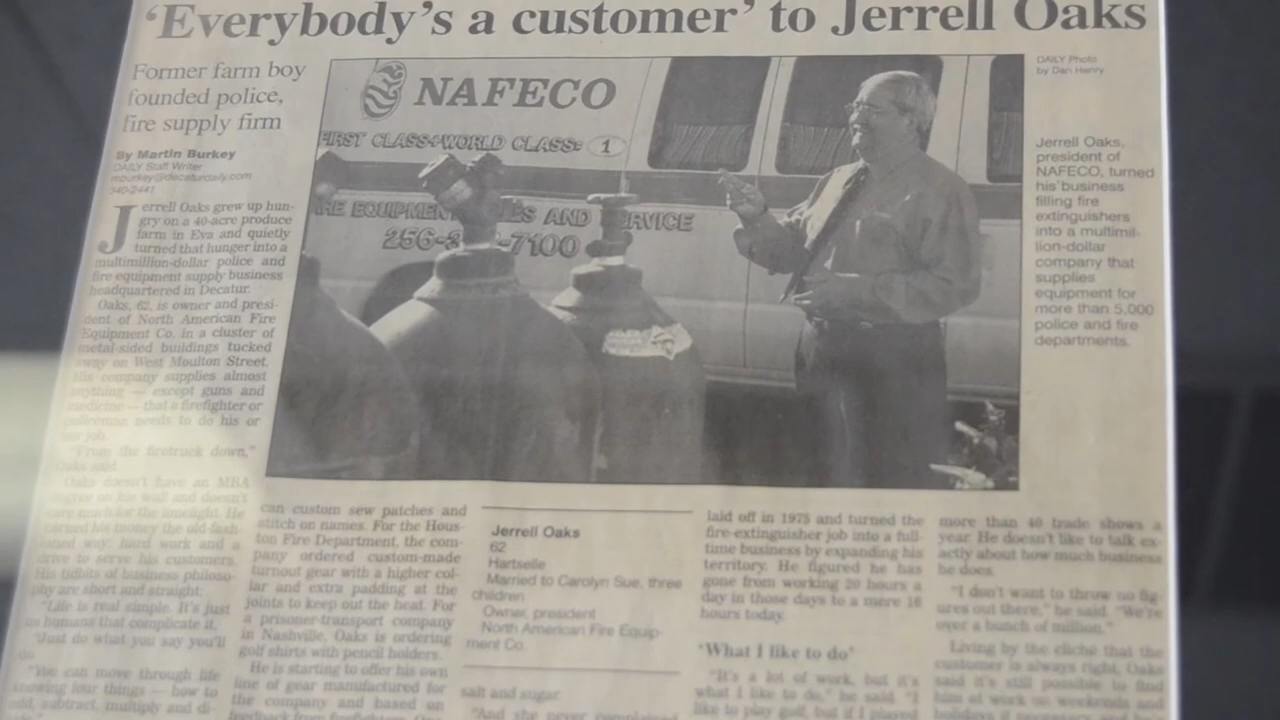 'Everybody's a customer' to Jerrell Oaks
Former farm boy
founded police,
fire supply firm
By Martin Burkey
DAILY Staff Writer
mburkey@decaturdaily.com
340-2441
Jerrell Oaks grew up hun-
gry on a 40-acre produce
farm in Eva and quietly
turned that hunger into a
multimillion-dollar police and
fire equipment supply business
headquartered in Decatur.
Oaks, 62, is owner and presi-
dent of North American Fire
Equipment Co. in a cluster of
metal-sided buildings tucked
away on West Moulton Street.
His company supplies almost
anything — except guns and
medicine — that a firefighter or
policeman needs to do his or
her job.
"From the firetruck down,"
Oaks said.
Oaks doesn't have an MBA
degree on his wall and doesn't
care much for the limelight. He
earned his money the old-fash-
ioned way: hard work and a
drive to serve his customers.
His tidbits of business philoso-
phy are short and straight:
"Life is real simple. It's just
us humans that complicate it.
"Just do what you say you'll
do.
"You can move through life
knowing four things — how to
add, subtract, multiply and di-
NAFECO
FIRST CLASS WORLD CLASS 1
EQUIPMEN AND ERVICE
256-3 -7100
DAILY Photo
by Dan Henry
Jerrell Oaks,
president of
NAFECO, turned
his business
filling fire
extinguishers
into a multimil-
lion-dollar
company that
supplies
equipment for
more than 5,000
police and fire
departments.
can custom sew patches and
stitch on names. For the Hous-
ton Fire Department, the com-
pany ordered custom-made
turnout gear with a higher col-
lar and extra padding at the
joints to keep out the heat. For
a prisoner-transport company
in Nashville, Oaks is ordering
golf shirts with pencil holders.
He is starting to offer his own
line of gear manufactured for
the company and based on
feedback from firefighters. One
Jerrell Oaks
62
Hartselle
Married to Carolyn Sue, three
children
Owner, president
North American Fire Equip-
ment Co.
salt and sugar.
"And she never complained
laid off in 1975 and turned the
fire-extinguisher job into a full-
time business by expanding his
territory. He figured he has
gone from working 20 hours a
day in those days to a mere 16
hours today.
'What I like to do'
"It's a lot of work, but it's
what I like to do," he said. "I
like to play golf, but if I played
more than 40 trade shows a
year. He doesn't like to talk ex-
actly about how much business
he does.
"I don't want to throw no fig-
ures out there," he said. "We're
over a bunch of million."
Living by the cliché that the
customer is always right, Oaks
said it's still possible to find
him at work on weekends and